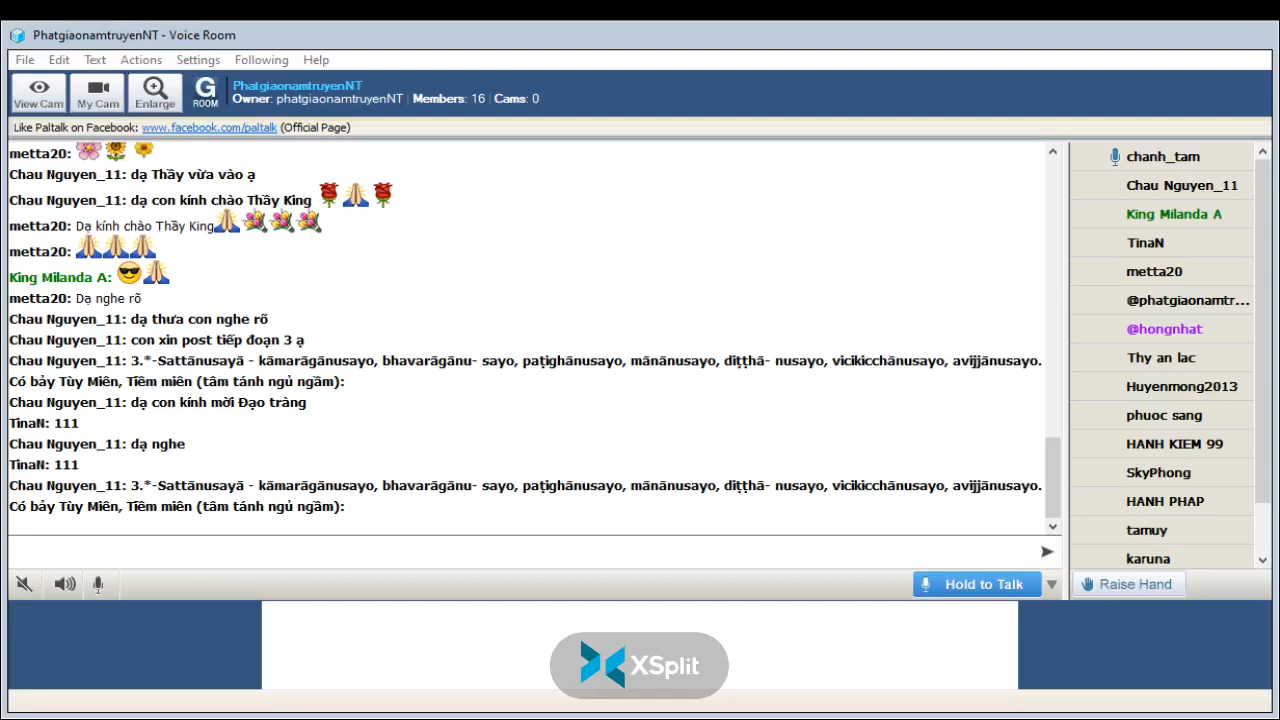 PhatgiaonamtruyenNT - Voice Room
File Edit Text Actions Settings Following Help
View Cam My Cam Enlarge G ROOM
PhatgiaonamtruyenNT
Owner: phatgiaonamtruyenNT Members: 16 Cams: 0
Like Paltalk on Facebook: www.facebook.com/paltalk (Official Page)
metta20:
Chau Nguyen_11: dạ Thầy vừa vào ạ
Chau Nguyen_11: dạ con kính chào Thầy King
metta20: Dạ kính chào Thầy King
metta20:
King Milanda A:
metta20: Dạ nghe rõ
Chau Nguyen_11: dạ thưa con nghe rõ
Chau Nguyen_11: con xin post tiếp đoạn 3 ạ
Chau Nguyen_11: 3.*-Sattānusayā - kāmarāgānusayo, bhavarāgānu- sayo, paṭighānusayo, mānānusayo, diṭṭhā- nusayo, vicikicchānusayo, avijjānusayo.
Có bảy Tùy Miên, Tiềm miên (tâm tánh ngủ ngầm):
Chau Nguyen_11: dạ con kính mời Đạo tràng
TinaN: 111
Chau Nguyen_11: dạ nghe
TinaN: 111
Chau Nguyen_11: 3.*-Sattānusayā - kāmarāgānusayo, bhavarāgānu- sayo, paṭighānusayo, mānānusayo, diṭṭhā- nusayo, vicikicchānusayo, avijjānusayo.
Có bảy Tùy Miên, Tiềm miên (tâm tánh ngủ ngầm):
chanh_tam
Chau Nguyen_11
King Milanda A
TinaN
metta20
@phatgiaonamtr...
@hongnhat
Thy an lac
Huyenmong2013
phuoc sang
HANH KIEM 99
SkyPhong
HANH PHAP
tamuy
karuna
Hold to Talk
Raise Hand
XSplit